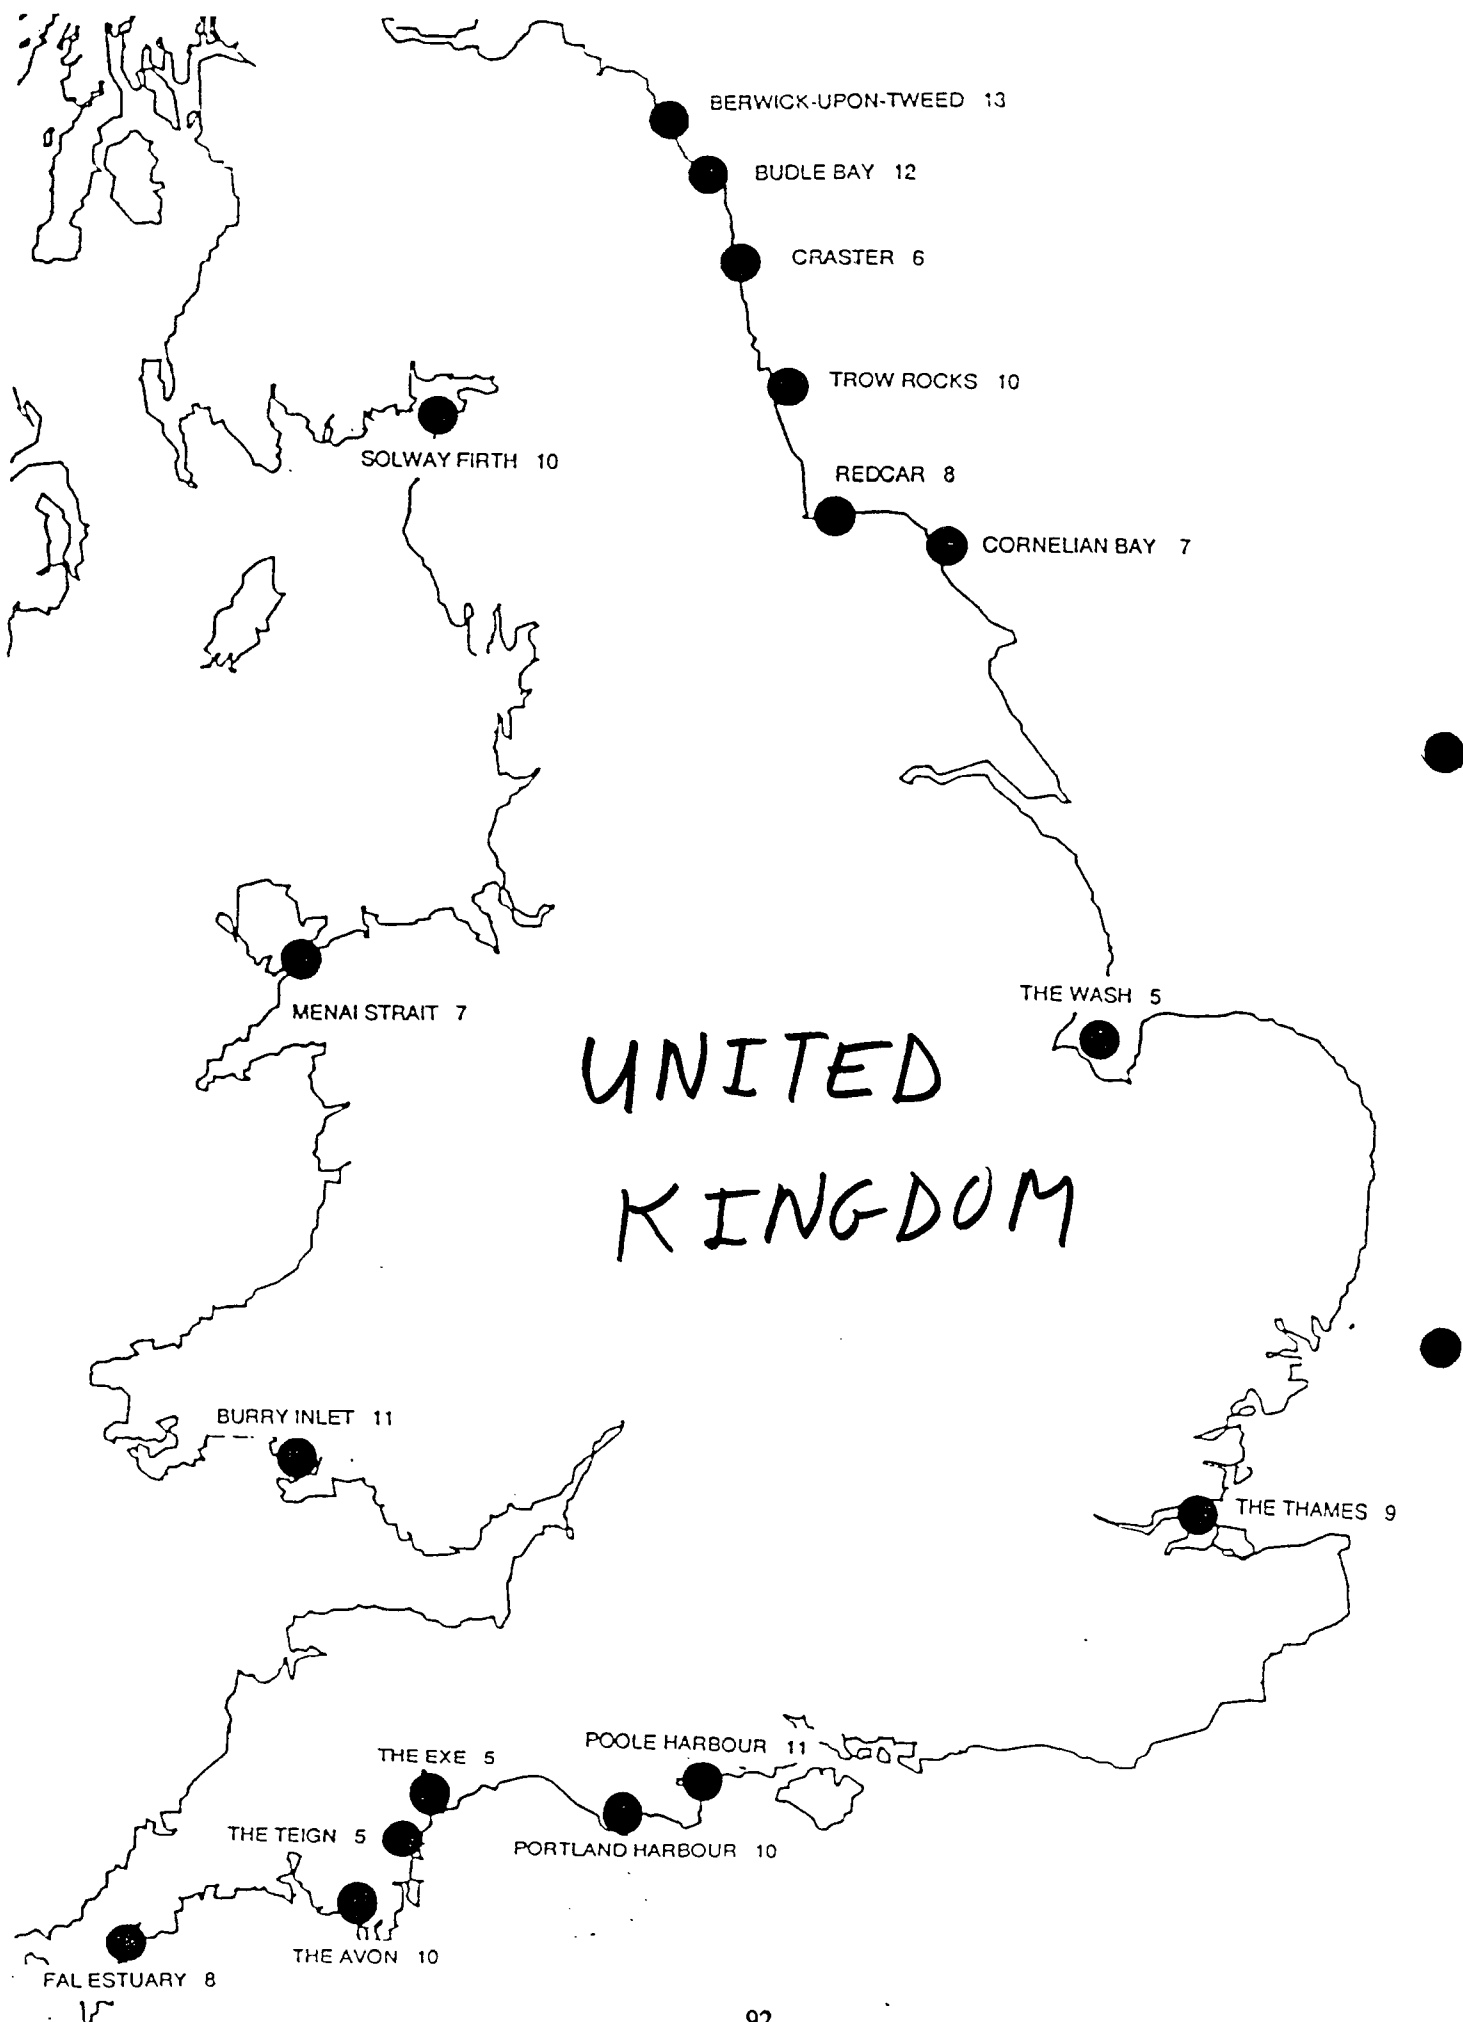 BERWICK-UPON-TWEED 13
BUDLE BAY 12
CRASTER 6
TROW ROCKS 10
SOLWAY FIRTH 10
REDCAR 8
CORNELIAN BAY 7
THE WASH 5
MENAI STRAIT 7
UNITED
KINGDOM
BURRY INLET 11
THE THAMES 9
POOLE HARBOUR 11
THE EXE 5
THE TEIGN 5
PORTLAND HARBOUR 10
THE AVON 10
FAL ESTUARY 8
92